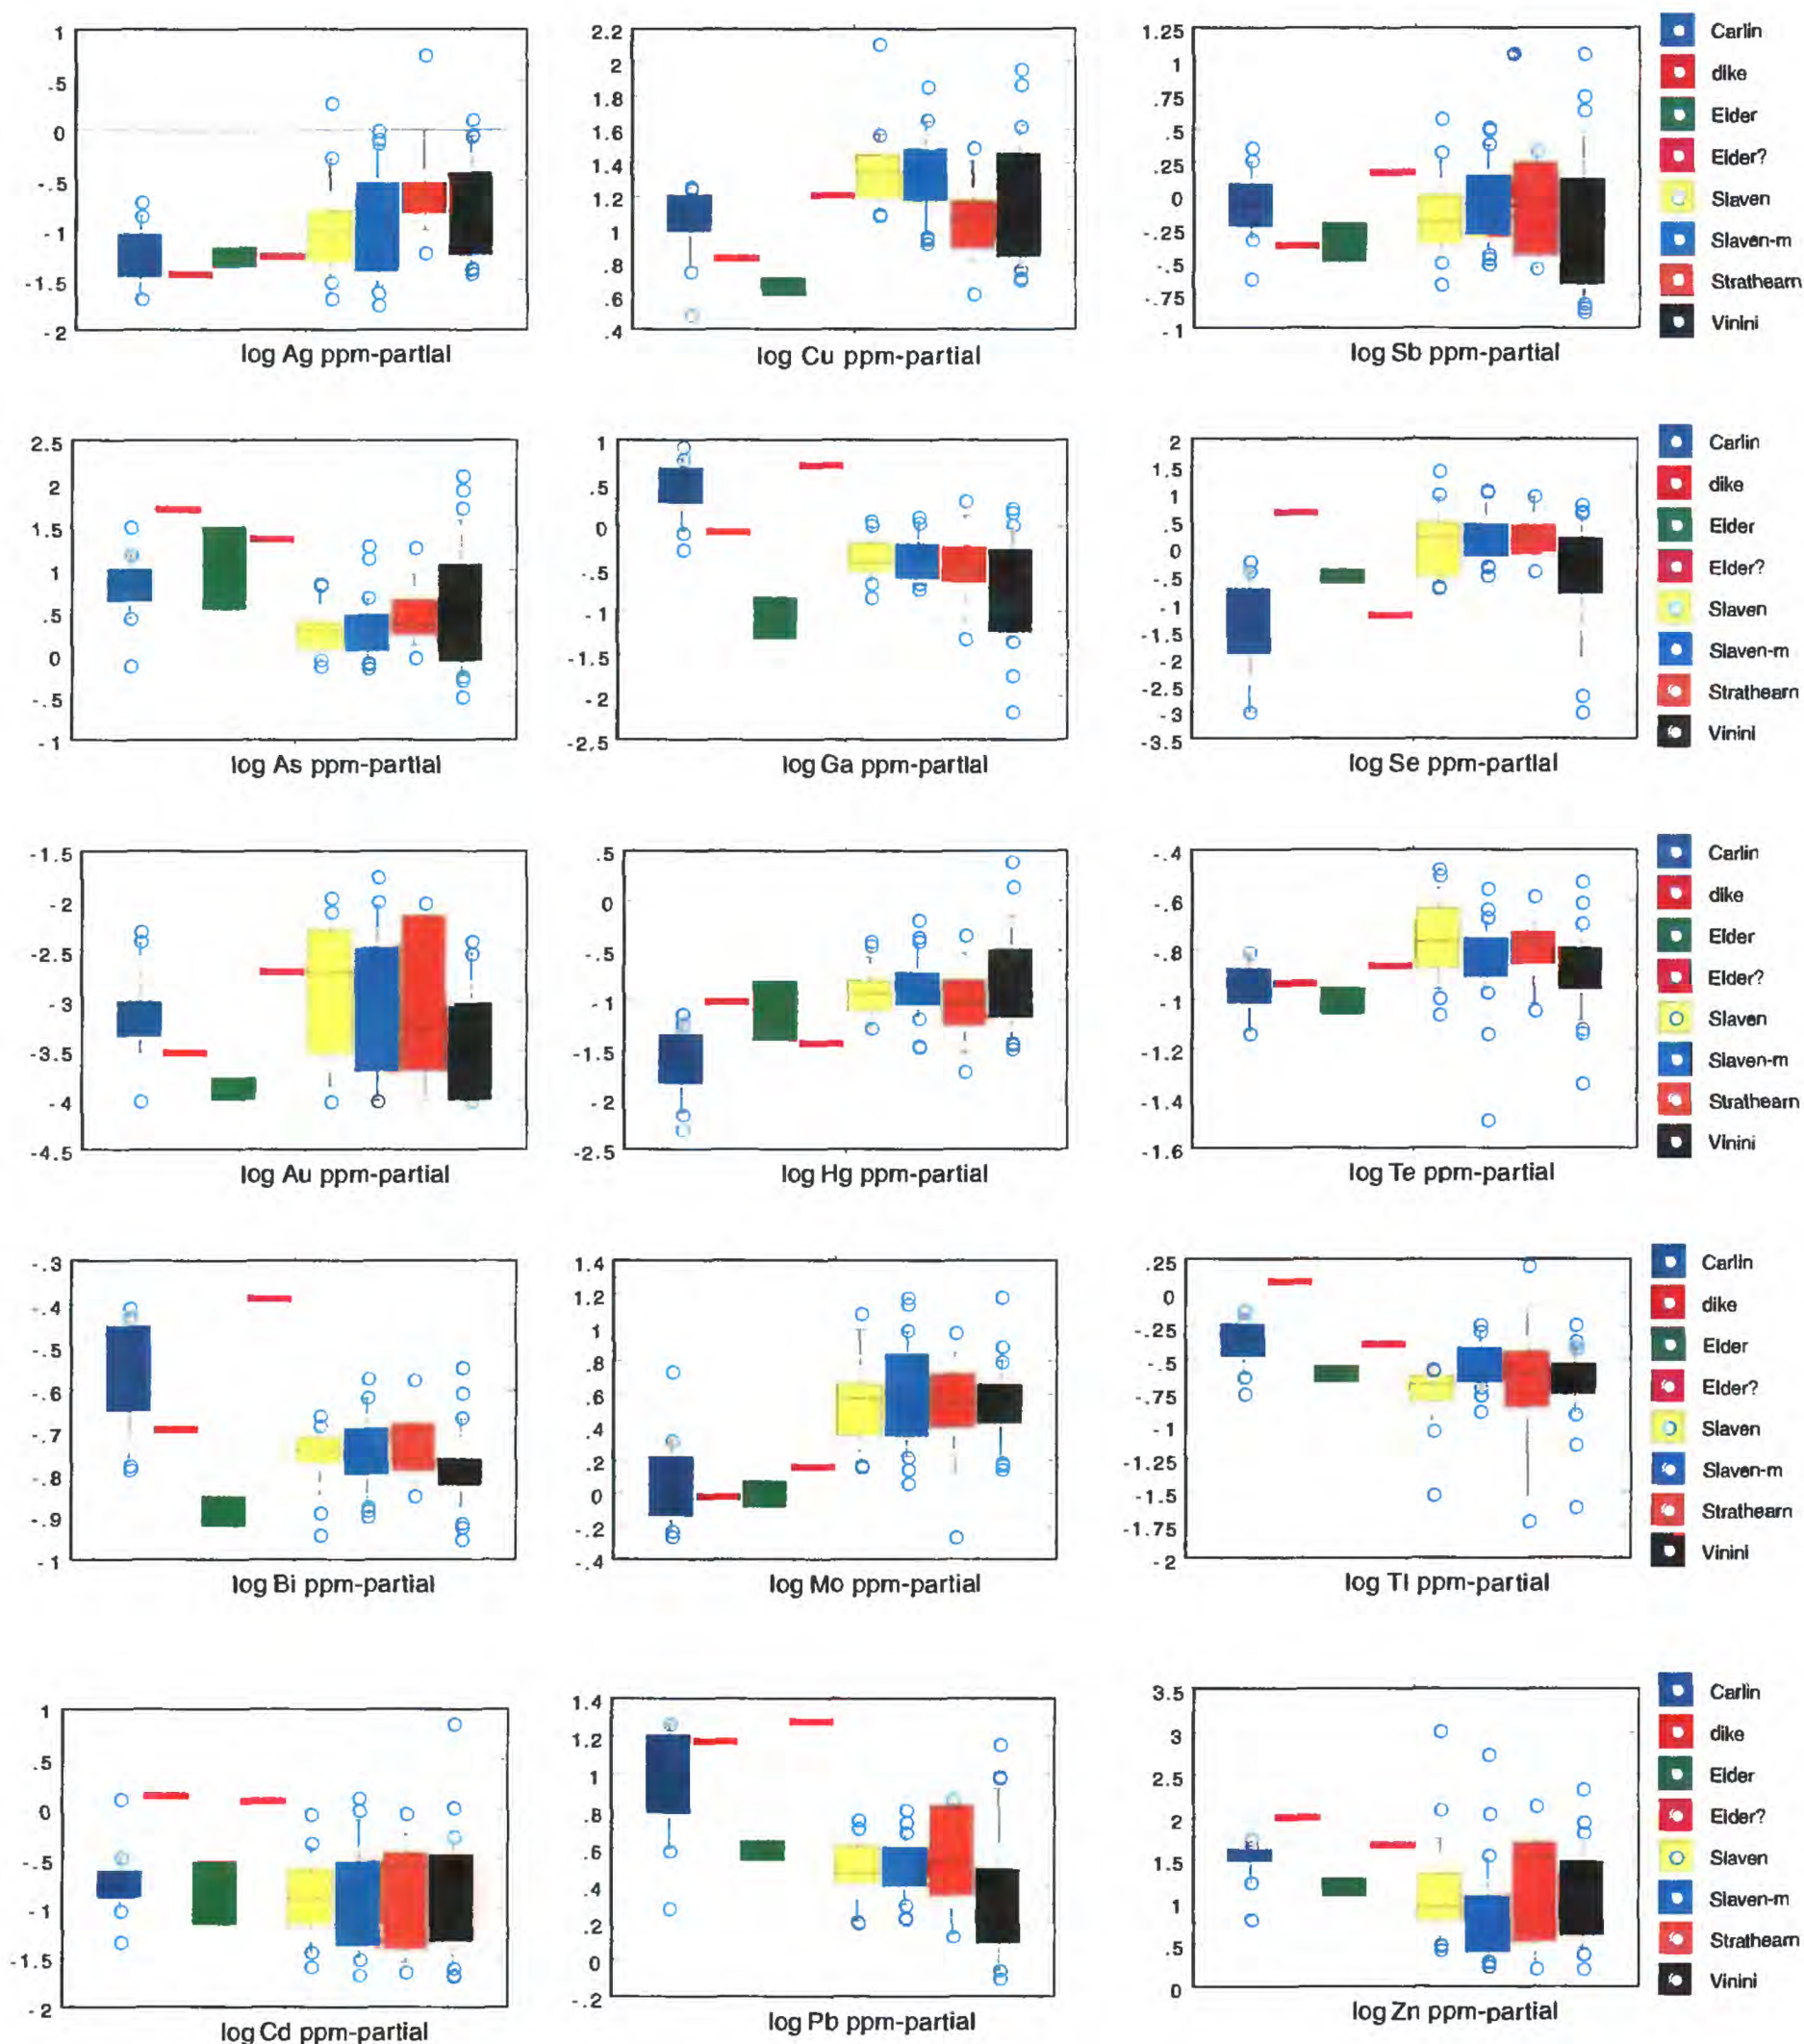 1
.5
0
-.5
-1
-1.5
-2
log Ag ppm-partial
2.2
2
1.8
1.6
1.4
1.2
1
.8
.6
.4
log Cu ppm-partial
1.25
1
.75
.5
.25
0
-.25
-.5
-.75
-1
log Sb ppm-partial
Carlin
dike
Elder
Elder?
Slaven
Slaven-m
Strathearn
Vinini
2.5
2
1.5
1
.5
0
-.5
-1
log As ppm-partial
1
.5
0
-.5
-1
-1.5
-2
-2.5
log Ga ppm-partial
2
1.5
1
.5
0
-.5
-1
-1.5
-2
-2.5
-3
-3.5
log Se ppm-partial
Carlin
dike
Elder
Elder?
Slaven
Slaven-m
Strathearn
Vinini
-1.5
-2
-2.5
-3
-3.5
-4
-4.5
log Au ppm-partial
.5
0
-.5
-1
-1.5
-2
-2.5
log Hg ppm-partial
-.4
-.6
-.8
-1
-1.2
-1.4
-1.6
log Te ppm-partial
Carlin
dike
Elder
Elder?
Slaven
Slaven-m
Strathearn
Vinini
-.3
-.4
-.5
-.6
-.7
-.8
-.9
-1
log Bi ppm-partial
1.4
1.2
1
.8
.6
.4
.2
0
-.2
-.4
log Mo ppm-partial
.25
0
-.25
-.5
-.75
-1
-1.25
-1.5
-1.75
-2
log Tl ppm-partial
Carlin
dike
Elder
Elder?
Slaven
Slaven-m
Strathearn
Vinini
1
.5
0
-.5
-1
-1.5
-2
log Cd ppm-partial
1.4
1.2
1
.8
.6
.4
.2
0
-.2
log Pb ppm-partial
3.5
3
2.5
2
1.5
1
.5
0
log Zn ppm-partial
Carlin
dike
Elder
Elder?
Slaven
Slaven-m
Strathearn
Vinini